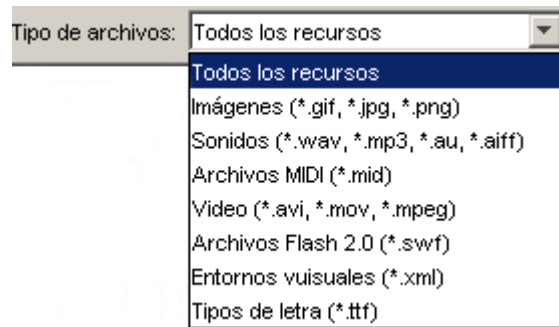 Tipo de archivos: Todos los recursos
Todos los recursos
Imágenes (*.gif, *.jpg, *.png)
Sonidos (*.wav, *.mp3, *.au, *.aiff)
Archivos MIDI (*.mid)
Video (*.avi, *.mov, *.mpeg)
Archivos Flash 2.0 (*.swf)
Entornos vuisuales (*.xml)
Tipos de letra (*.ttf)